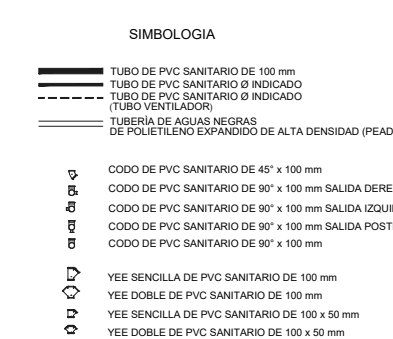 SIMBOLOGIA
TUBO DE PVC SANITARIO DE 100 mm
TUBO DE PVC SANITARIO Ø INDICADO
TUBO DE PVC SANITARIO Ø INDICADO
(TUBO VENTILADOR)
TUBERÌA DE AGUAS NEGRAS
DE POLIETILENO EXPANDIDO DE ALTA DENSIDAD (PEAD
CODO DE PVC SANITARIO DE 45° x 100 mm
CODO DE PVC SANITARIO DE 90° x 100 mm SALIDA DERE
CODO DE PVC SANITARIO DE 90° x 100 mm SALIDA IZQUI
CODO DE PVC SANITARIO DE 90° x 100 mm SALIDA POST
CODO DE PVC SANITARIO DE 90° x 100 mm
YEE SENCILLA DE PVC SANITARIO DE 100 mm
YEE DOBLE DE PVC SANITARIO DE 100 mm
YEE SENCILLA DE PVC SANITARIO DE 100 x 50 mm
YEE DOBLE DE PVC SANITARIO DE 100 x 50 mm